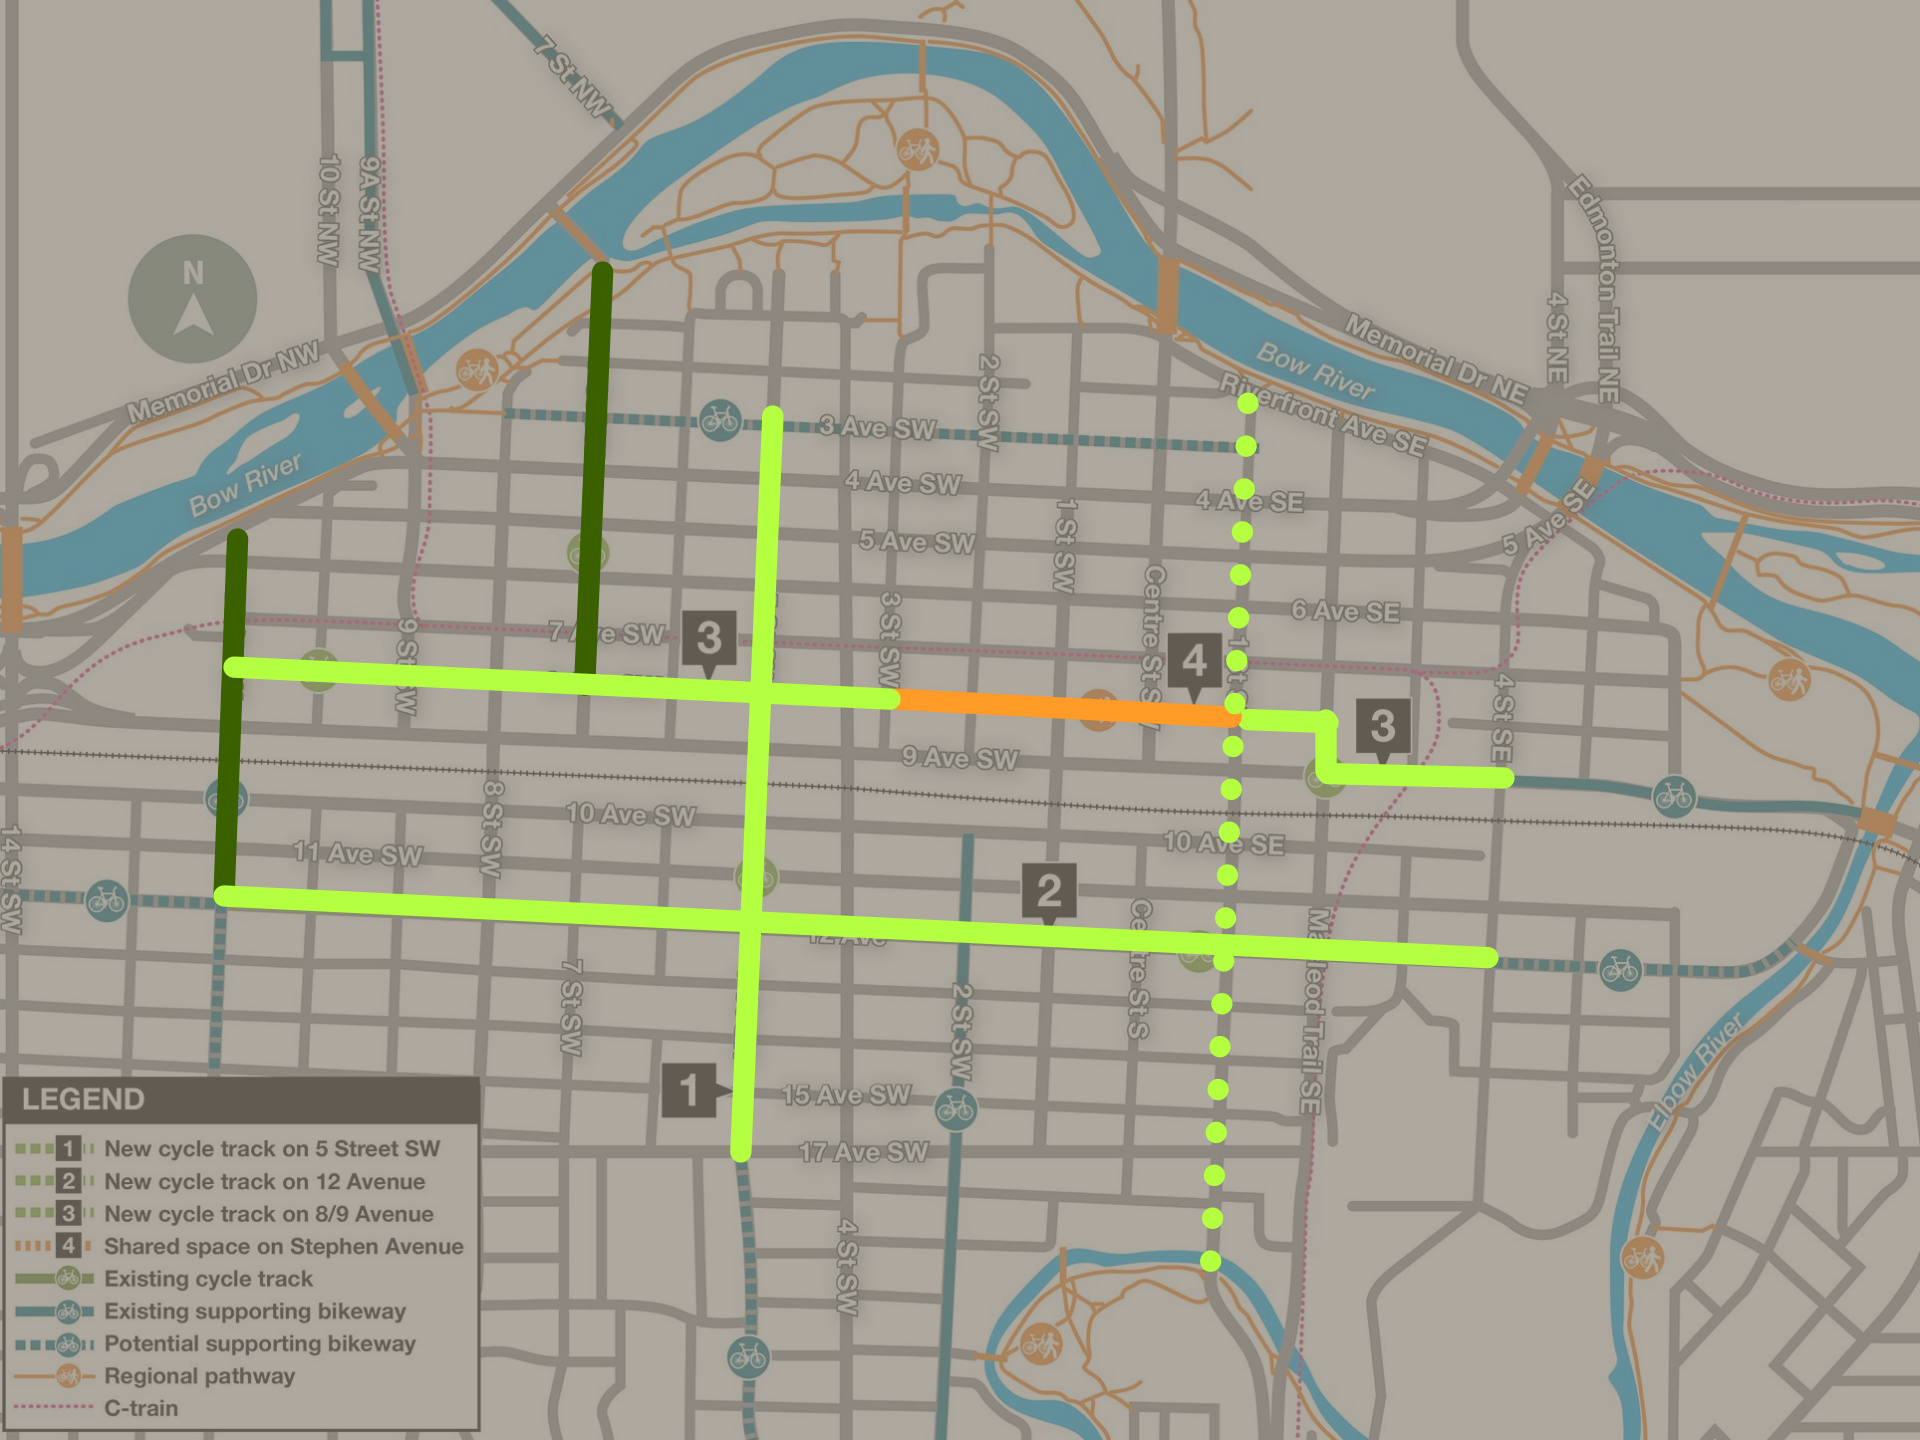 7 St NW
10 St NW
9A St NW
N
Edmonton Trail NE
4 St NE
Memorial Dr NW
Memorial Dr NE
Bow River
Riverfront Ave SE
2 St SW
3 Ave SW
Bow River
4 Ave SW
4 Ave SE
5 Ave SW
5 Ave SE
1 St SW
Centre St S
6 Ave SE
3 St SW
9 St SW
7 Ave SW
3
4
3
4 St SE
9 Ave SW
8 St SW
10 Ave SW
10 Ave SE
11 Ave SW
14 St SW
2
12 Ave
Centre St S
Macleod Trail SE
7 St SW
2 St SW
1
15 Ave SW
17 Ave SW
Elbow River
4 St SW
LEGEND
1 New cycle track on 5 Street SW
2 New cycle track on 12 Avenue
3 New cycle track on 8/9 Avenue
4 Shared space on Stephen Avenue
Existing cycle track
Existing supporting bikeway
Potential supporting bikeway
Regional pathway
C-train